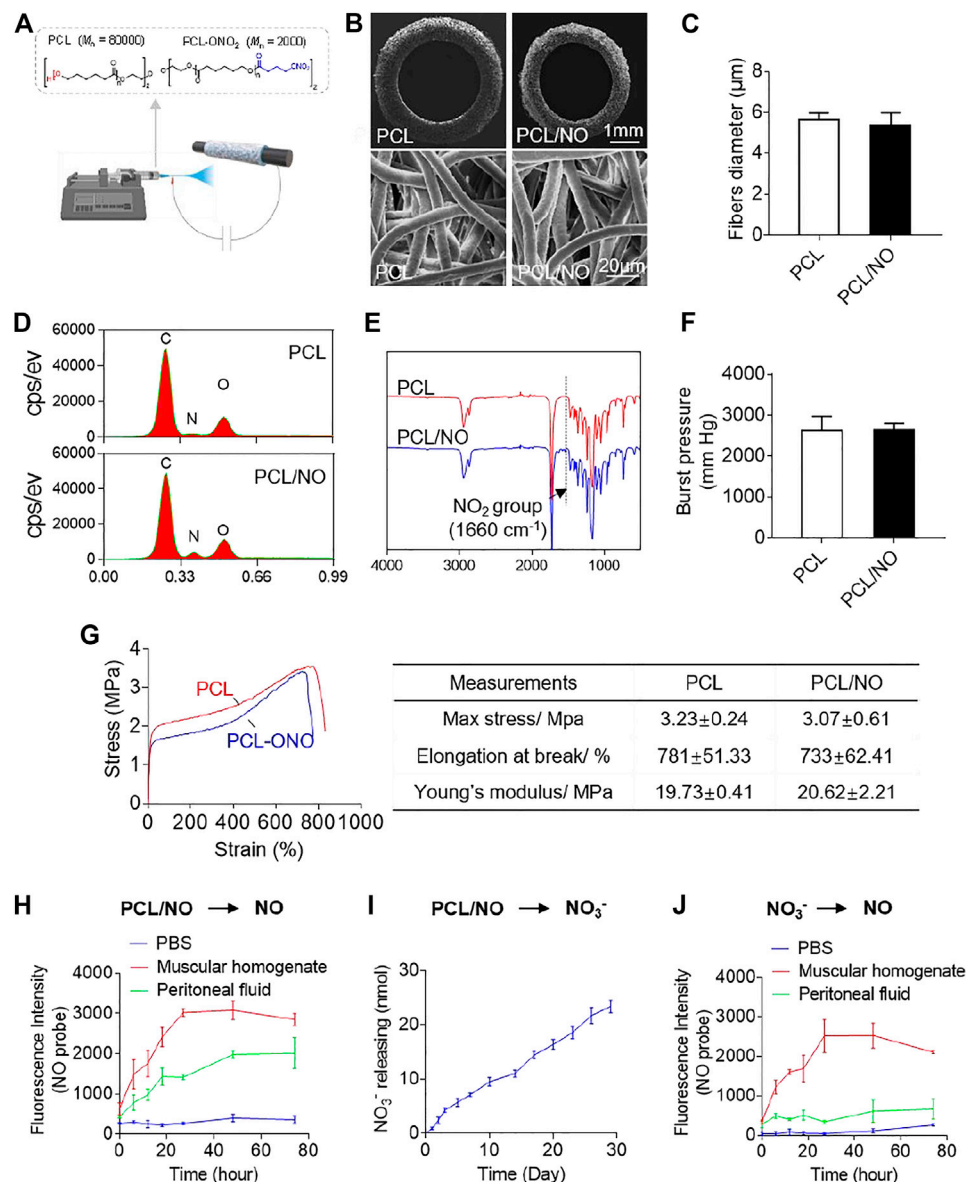 A
PCL (Mn = 80000)
PCL-ONO₂ (Mn = 2000)
B
PCL
PCL/NO
1mm
PCL
PCL/NO
20µm
C
Fibers diameter (µm)
8
6
4
2
0
PCL
PCL/NO
D
cps/ev
60000
40000
20000
0
C
N
O
PCL
cps/ev
60000
40000
20000
0
C
N
O
PCL/NO
0.00
0.33
0.66
0.99
E
PCL
PCL/NO
NO₂ group
(1660 cm⁻¹)
4000
3000
2000
1000
F
Burst pressure
(mm Hg)
4000
3000
2000
1000
0
PCL
PCL/NO
G
Stress (MPa)
4
3
2
1
0
PCL
PCL-ONO
0 200 400 600 800 1000
Strain (%)
Measurements PCL PCL/NO
Max stress/ Mpa 3.23±0.24 3.07±0.61
Elongation at break/ % 781±51.33 733±62.41
Young's modulus/ MPa 19.73±0.41 20.62±2.21
H
PCL/NO → NO
PBS
Muscular homogenate
Peritoneal fluid
Fluorescence Intensity
(NO probe)
4000
3000
2000
1000
0
0 20 40 60 80
Time (hour)
I
PCL/NO → NO₃⁻
NO₃⁻ releasing (nmol)
30
20
10
0
0 10 20 30
Time (Day)
J
NO₃⁻ → NO
PBS
Muscular homogenate
Peritoneal fluid
Fluorescence Intensity
(NO probe)
4000
3000
2000
1000
0
0 20 40 60 80
Time (hour)